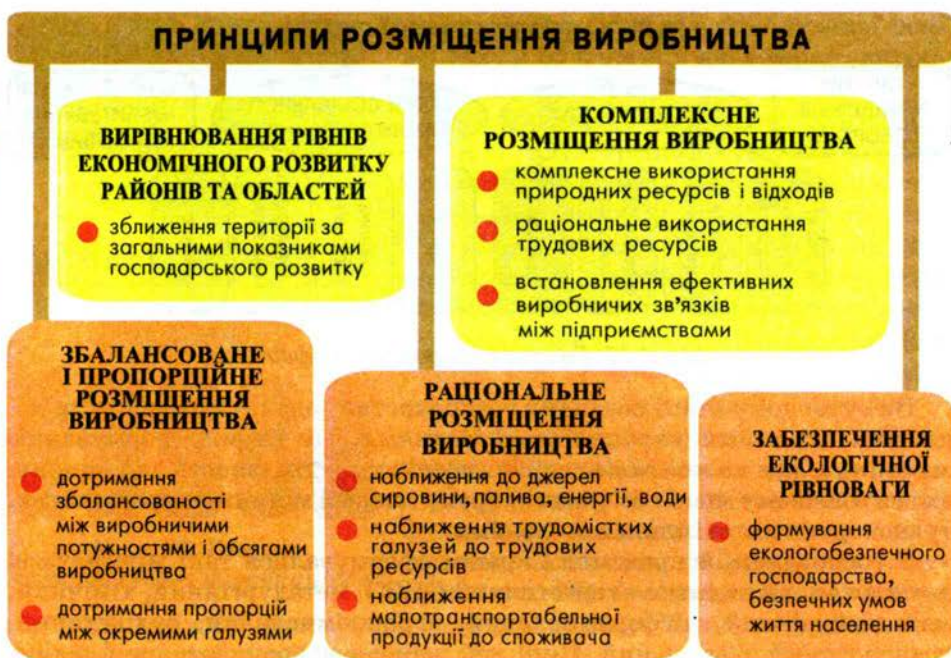 ПРИНЦИПИ РОЗМІЩЕННЯ ВИРОБНИЦТВА
ВИРІВНЮВАННЯ РІВНІВ
ЕКОНОМІЧНОГО РОЗВИТКУ
РАЙОНІВ ТА ОБЛАСТЕЙ
зближення території за
загальними показниками
господарського розвитку
КОМПЛЕКСНЕ
РОЗМІЩЕННЯ ВИРОБНИЦТВА
комплексне використання
природних ресурсів і відходів
раціональне використання
трудових ресурсів
встановлення ефективних
виробничих зв'язків
між підприємствами
ЗБАЛАНСОВАНЕ
І ПРОПОРЦІЙНЕ
РОЗМІЩЕННЯ
ВИРОБНИЦТВА
дотримання
збалансованості
між виробничими
потужностями і обсягами
виробництва
дотримання пропорцій
між окремими галузями
РАЦІОНАЛЬНЕ
РОЗМІЩЕННЯ
ВИРОБНИЦТВА
наближення до джерел
сировини, палива, енергії, води
наближення трудомістких
галузей до трудових
ресурсів
наближення
малотранспортабельної
продукції до споживача
ЗАБЕЗПЕЧЕННЯ
ЕКОЛОГІЧНОЇ
РІВНОВАГИ
формування
екологобезпечного
господарства,
безпечних умов
життя населення